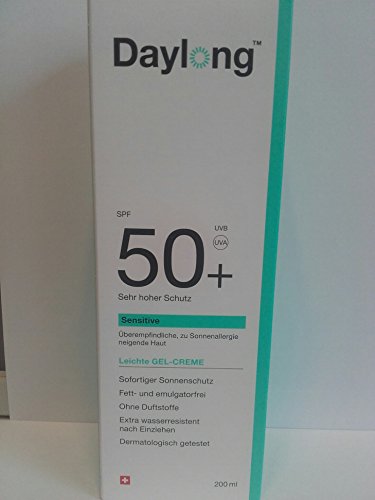 Daylong™
SPF
50+
UVB
UVA
Sehr hoher Schutz
Sensitive
Überempfindliche, zu Sonnenallergie
neigende Haut
Leichte GEL-CREME
Sofortiger Sonnenschutz
Fett- und emulgatorfrei
Ohne Duftstoffe
Extra wasserresistent
nach Einziehen
Dermatologisch getestet
200 ml